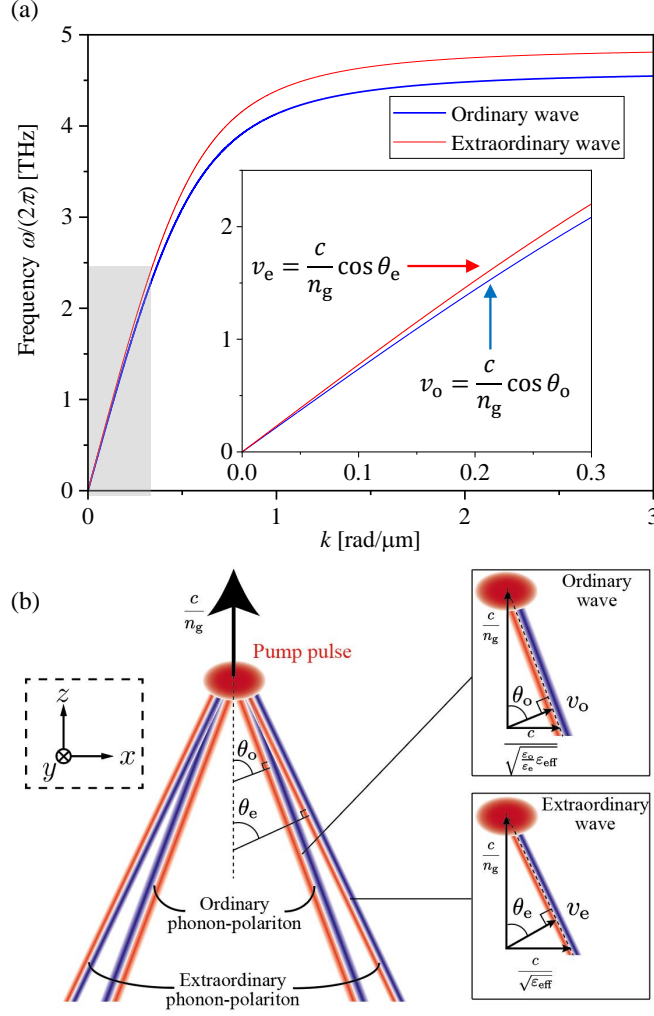 (a)
5
4
3
2
1
0
Frequency ω/(2π) [THz]
Ordinary wave
Extraordinary wave
2
1
0
v_e = c/n_g cos θ_e
v_o = c/n_g cos θ_o
0.0 0.1 0.2 0.3
0 1 2 3
k [rad/μm]
(b)
c/n_g
Pump pulse
z
y
x
θ_o
θ_e
Ordinary
phonon-polariton
Extraordinary
phonon-polariton
Ordinary
wave
c/n_g
θ_o
v_o
c/√(ε_o/ε_e ε_eff)
Extraordinary
wave
c/n_g
θ_e
v_e
c/√ε_eff